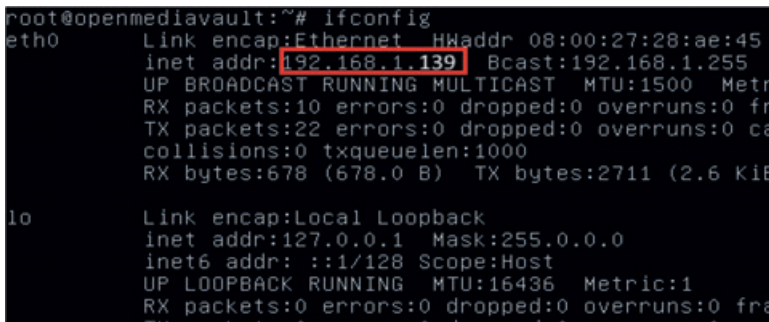 root@openmediavault:~# ifconfig
eth0 Link encap:Ethernet HWaddr 08:00:27:28:ae:45
inet addr:192.168.1.139 Bcast:192.168.1.255
UP BROADCAST RUNNING MULTICAST MTU:1500 Metr
RX packets:10 errors:0 dropped:0 overruns:0 fr
TX packets:22 errors:0 dropped:0 overruns:0 ca
collisions:0 txqueuelen:1000
RX bytes:678 (678.0 B) TX bytes:2711 (2.6 KiB
lo Link encap:Local Loopback
inet addr:127.0.0.1 Mask:255.0.0.0
inet6 addr: ::1/128 Scope:Host
UP LOOPBACK RUNNING MTU:16436 Metric:1
RX packets:0 errors:0 dropped:0 overruns:0 fra